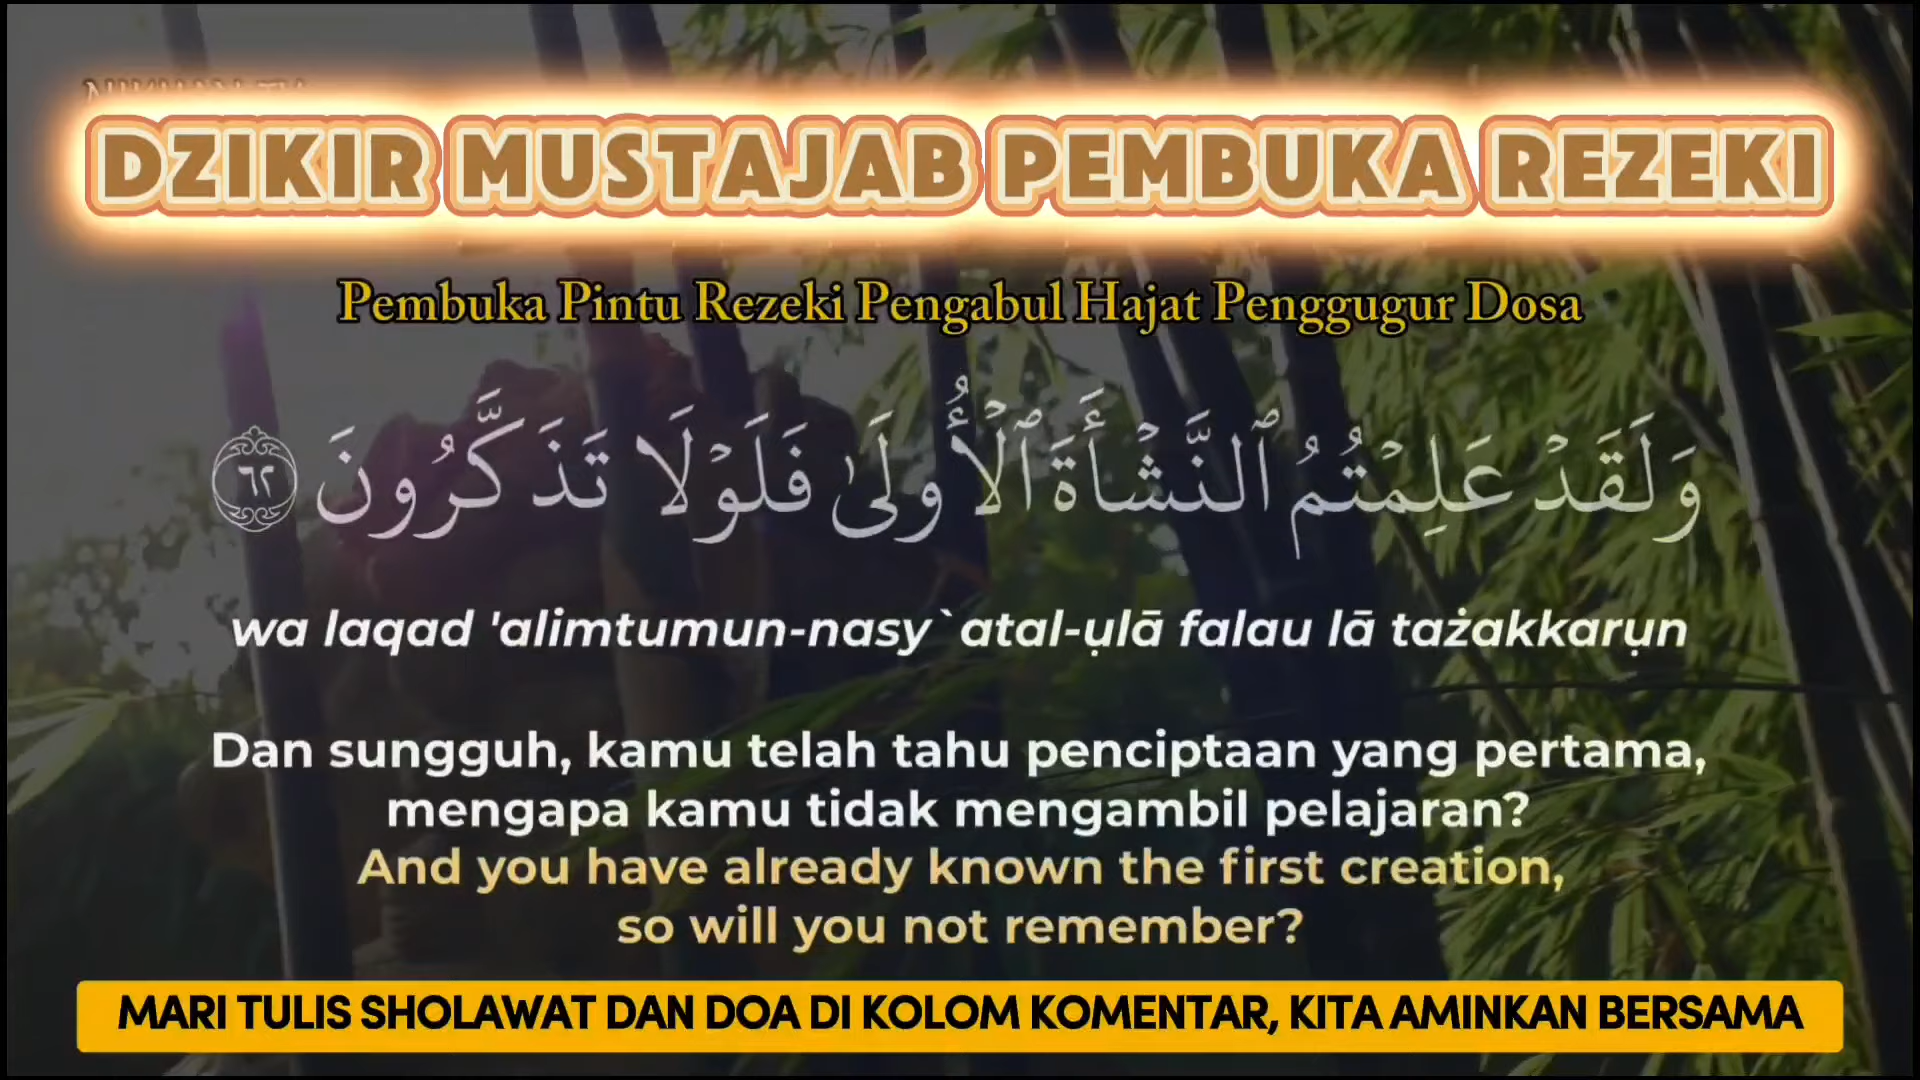 DZIKIR MUSTAJAB PEMBUKA REZEKI
Pembuka Pintu Rezeki Pengabul Hajat Penggugur Dosa
وَلَقَدْ عَلِمْتُمُ ٱلنَّشْأَةَ ٱلْأُولَىٰ فَلَوْلَا تَذَكَّرُونَ ٦٢
wa laqad 'alimtumun-nasy`atal-ụlā falau lā tażakkarụn
Dan sungguh, kamu telah tahu penciptaan yang pertama,
mengapa kamu tidak mengambil pelajaran?
And you have already known the first creation,
so will you not remember?
MARI TULIS SHOLAWAT DAN DOA DI KOLOM KOMENTAR, KITA AMINKAN BERSAMA